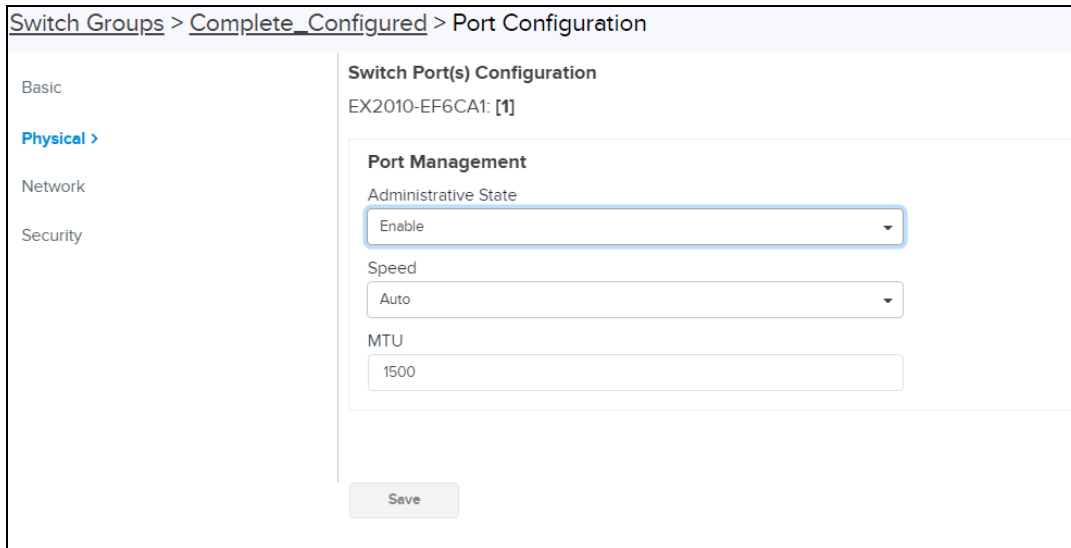 Switch Groups > Complete_Configured > Port Configuration
Basic
Physical >
Network
Security
Switch Port(s) Configuration
EX2010-EF6CA1: [1]
Port Management
Administrative State
Enable
Speed
Auto
MTU
1500
Save